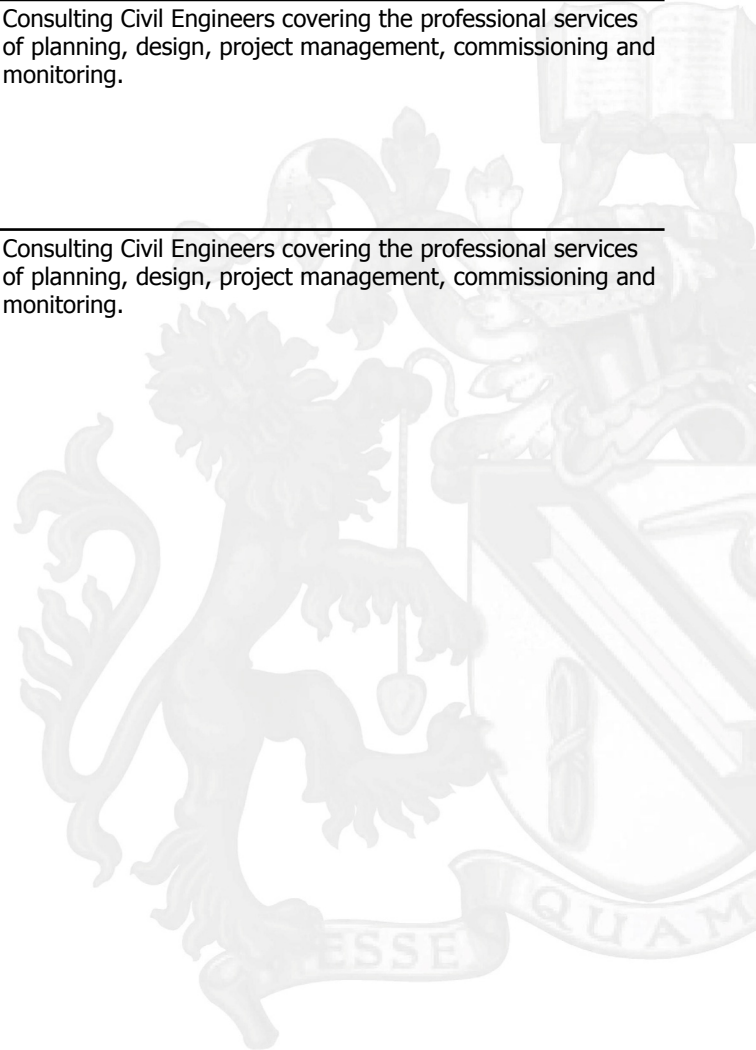 Consulting Civil Engineers covering the professional services
of planning, design, project management, commissioning and
monitoring.
Consulting Civil Engineers covering the professional services
of planning, design, project management, commissioning and
monitoring.
ESSE QUAM